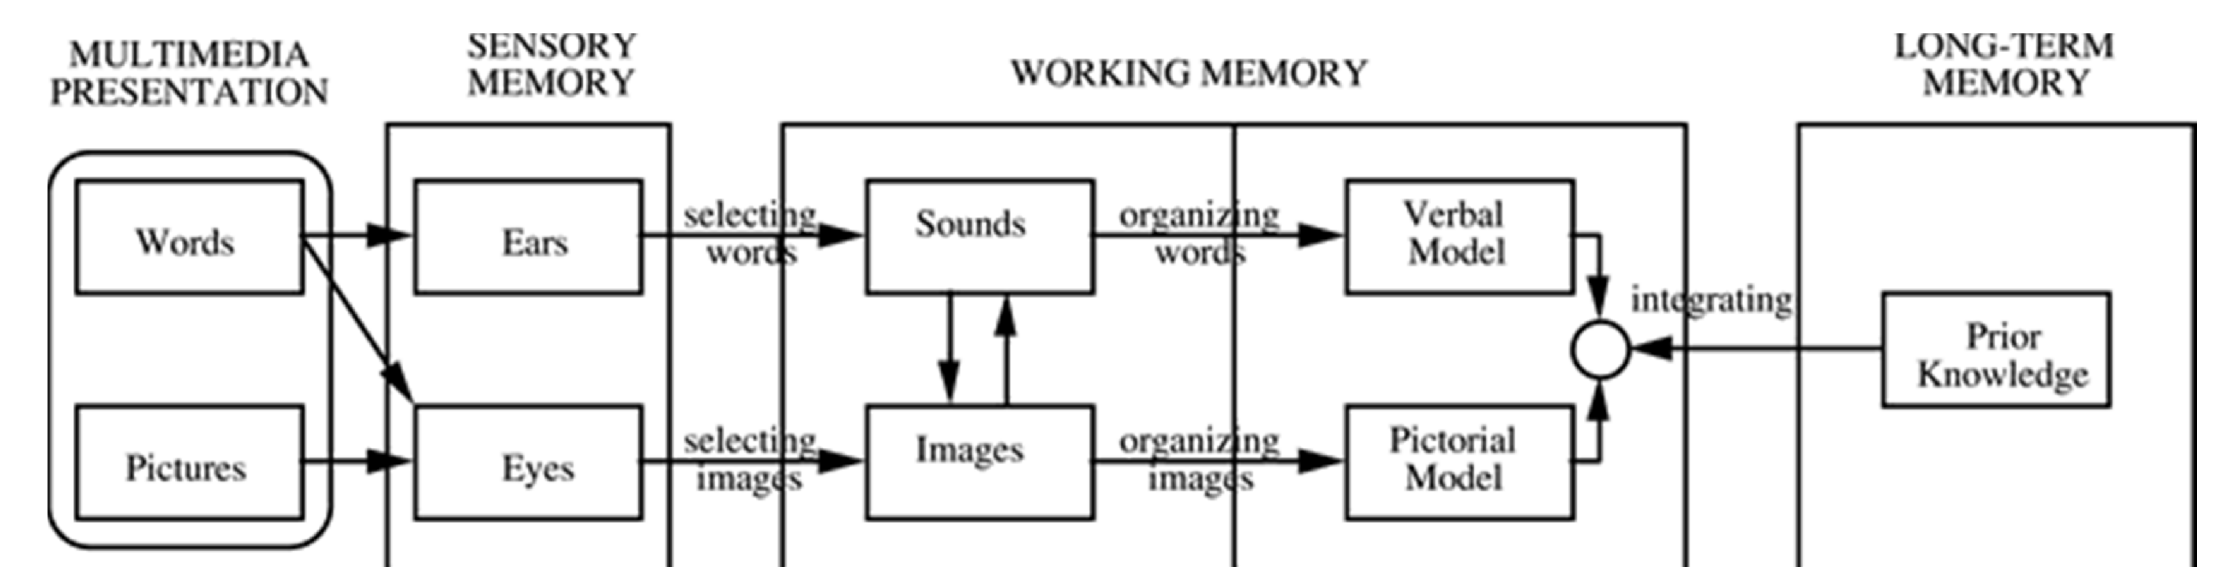 MULTIMEDIA
PRESENTATION
SENSORY
MEMORY
WORKING MEMORY
LONG-TERM
MEMORY
Words
Ears
selecting
words
Sounds
organizing
words
Verbal
Model
integrating
Prior
Knowledge
Pictures
Eyes
selecting
images
Images
organizing
images
Pictorial
Model